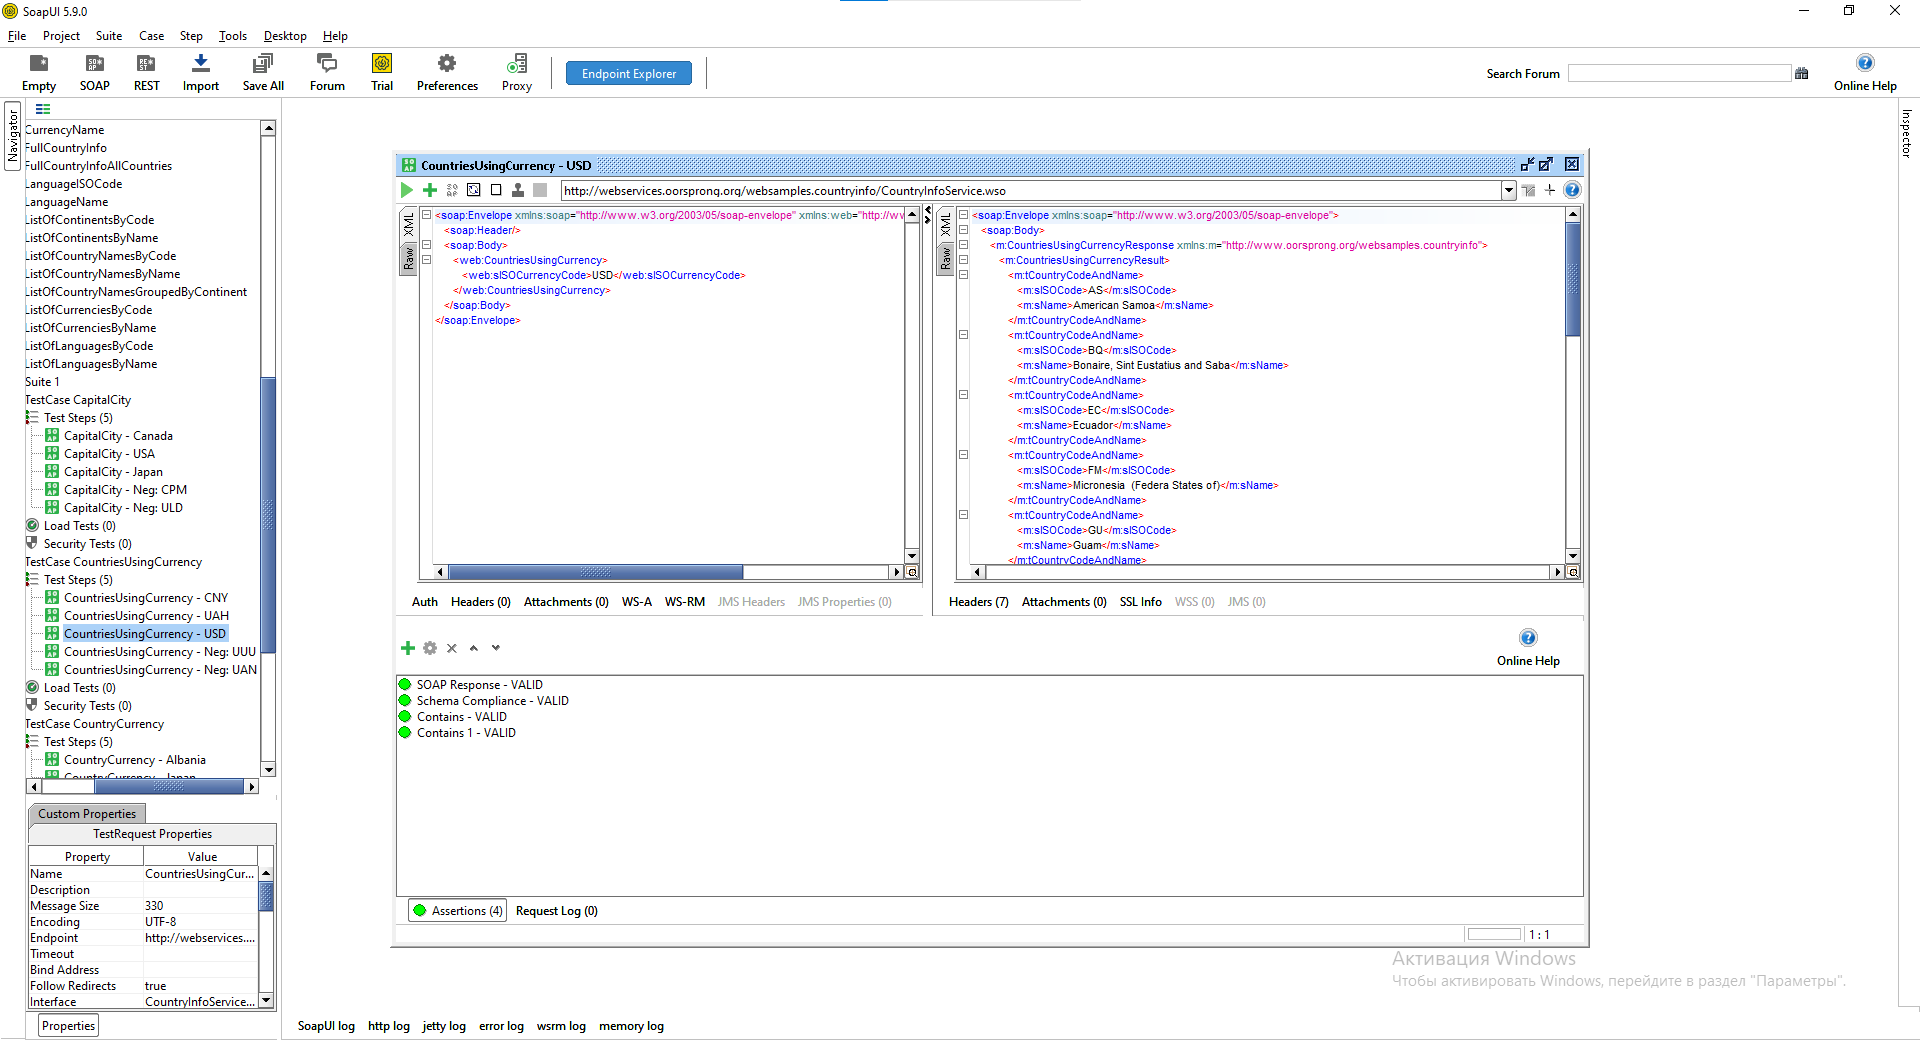 SoapUI 5.9.0
File Project Suite Case Step Tools Desktop Help
Empty SOAP REST Import Save All Forum Trial Preferences Proxy Endpoint Explorer Search Forum Online Help
Navigator
Inspector
CurrencyName
FullCountryInfo
FullCountryInfoAllCountries
LanguageISOCode
LanguageName
ListOfContinentsByCode
ListOfContinentsByName
ListOfCountryNamesByCode
ListOfCountryNamesByName
ListOfCountryNamesGroupedByContinent
ListOfCurrenciesByCode
ListOfCurrenciesByName
ListOfLanguagesByCode
ListOfLanguagesByName
Suite 1
TestCase CapitalCity
Test Steps (5)
CapitalCity - Canada
CapitalCity - USA
CapitalCity - Japan
CapitalCity - Neg: CPM
CapitalCity - Neg: ULD
Load Tests (0)
Security Tests (0)
TestCase CountriesUsingCurrency
Test Steps (5)
CountriesUsingCurrency - CNY
CountriesUsingCurrency - UAH
CountriesUsingCurrency - USD
CountriesUsingCurrency - Neg: UUU
CountriesUsingCurrency - Neg: UAN
Load Tests (0)
Security Tests (0)
TestCase CountryCurrency
Test Steps (5)
CountryCurrency - Albania
CountryCurrency - Japan
Custom Properties
TestRequest Properties
Property Value
Name CountriesUsingCur...
Description
Message Size 330
Encoding UTF-8
Endpoint http://webservices....
Timeout
Bind Address
Follow Redirects true
Interface CountryInfoService...
Properties
CountriesUsingCurrency - USD
http://webservices.oorsprong.org/websamples.countryinfo/CountryInfoService.wso
XML
Raw
<soap:Envelope xmlns:soap="http://www.w3.org/2003/05/soap-envelope" xmlns:web="http://ww
<soap:Header/>
<soap:Body>
<web:CountriesUsingCurrency>
<web:sISOCurrencyCode>USD</web:sISOCurrencyCode>
</web:CountriesUsingCurrency>
</soap:Body>
</soap:Envelope>
XML
Raw
<soap:Envelope xmlns:soap="http://www.w3.org/2003/05/soap-envelope">
<soap:Body>
<m:CountriesUsingCurrencyResponse xmlns:m="http://www.oorsprong.org/websamples.countryinfo">
<m:CountriesUsingCurrencyResult>
<m:tCountryCodeAndName>
<m:sISOCode>AS</m:sISOCode>
<m:sName>American Samoa</m:sName>
</m:tCountryCodeAndName>
<m:tCountryCodeAndName>
<m:sISOCode>BQ</m:sISOCode>
<m:sName>Bonaire, Sint Eustatius and Saba</m:sName>
</m:tCountryCodeAndName>
<m:tCountryCodeAndName>
<m:sISOCode>EC</m:sISOCode>
<m:sName>Ecuador</m:sName>
</m:tCountryCodeAndName>
<m:tCountryCodeAndName>
<m:sISOCode>FM</m:sISOCode>
<m:sName>Micronesia  (Federa States of)</m:sName>
</m:tCountryCodeAndName>
<m:tCountryCodeAndName>
<m:sISOCode>GU</m:sISOCode>
<m:sName>Guam</m:sName>
</m:tCountryCodeAndName>
Auth Headers (0) Attachments (0) WS-A WS-RM JMS Headers JMS Properties (0)
Headers (7) Attachments (0) SSL Info WSS (0) JMS (0)
Online Help
SOAP Response - VALID
Schema Compliance - VALID
Contains - VALID
Contains 1 - VALID
Assertions (4) Request Log (0)
1 : 1
Активация Windows
Чтобы активировать Windows, перейдите в раздел "Параметры".
SoapUI log http log jetty log error log wsrm log memory log